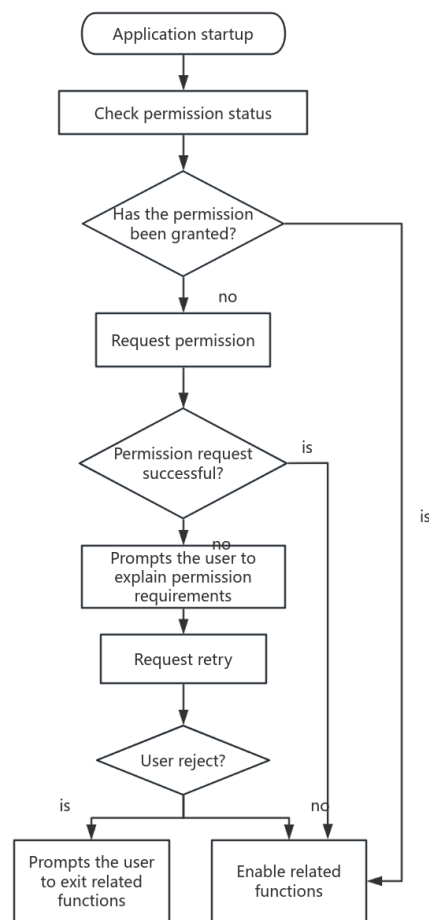 Application startup
Check permission status
Has the permission
been granted?
no
Request permission
Permission request
successful?
is
is
no
Prompts the user to
explain permission
requirements
Request retry
User reject?
is
no
Prompts the user
to exit related
functions
Enable related
functions